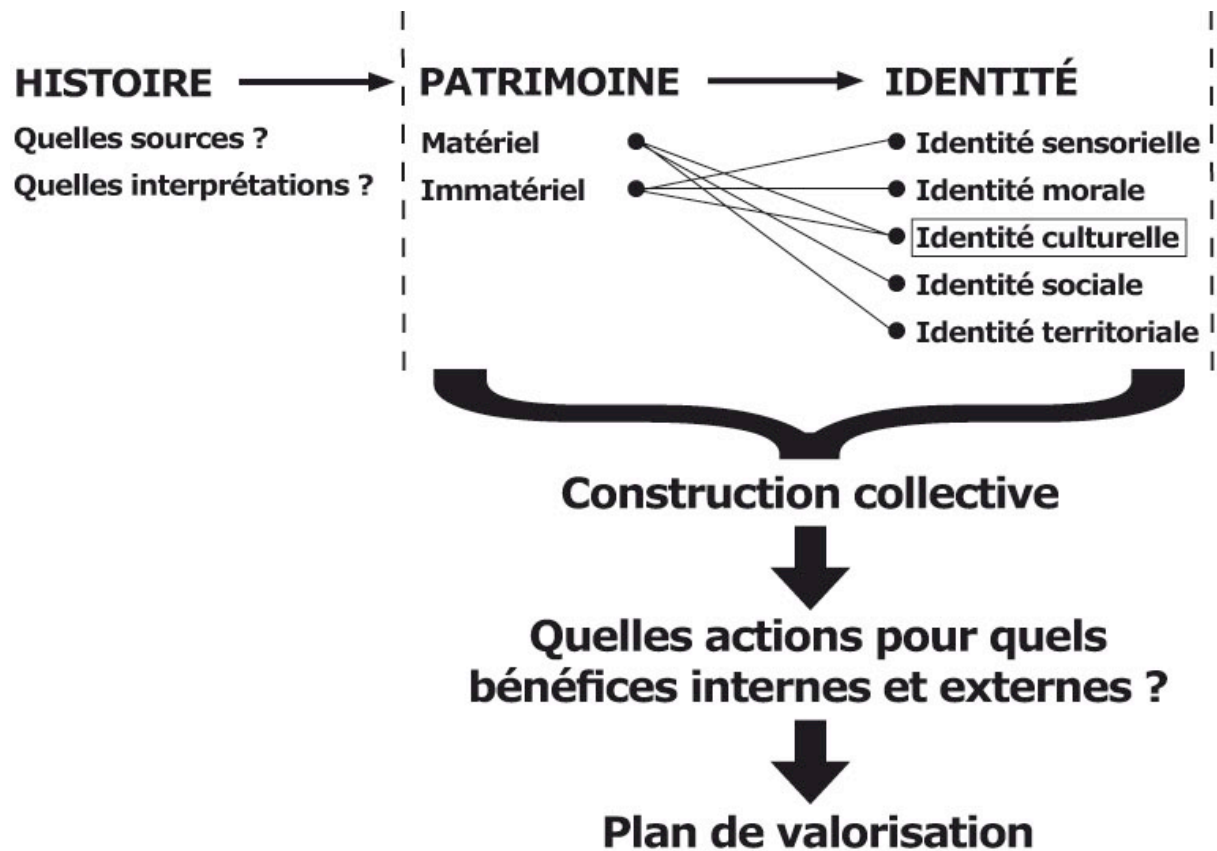 HISTOIRE
Quelles sources ?
Quelles interprétations ?
PATRIMOINE
Matériel
Immatériel
IDENTITÉ
Identité sensorielle
Identité morale
Identité culturelle
Identité sociale
Identité territoriale
Construction collective
Quelles actions pour quels
bénéfices internes et externes ?
Plan de valorisation